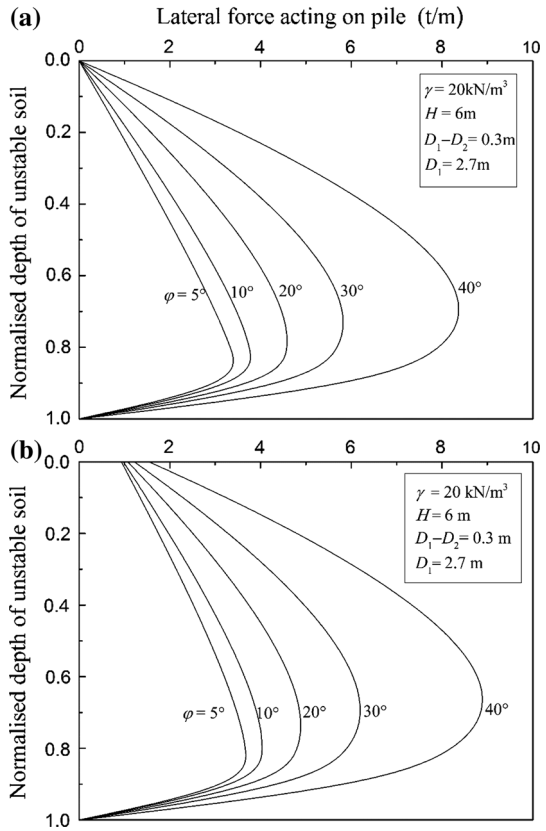 (a)
Lateral force acting on pile (t/m)
0 2 4 6 8 10
Normalised depth of unstable soil
0.0
0.2
0.4
0.6
0.8
1.0
γ = 20kN/m³
H = 6m
D₁−D₂= 0.3m
D₁= 2.7m
φ = 5° 10° 20° 30° 40°
(b)
0 2 4 6 8 10
Normalised depth of unstable soil
0.0
0.2
0.4
0.6
0.8
1.0
γ = 20 kN/m³
H = 6 m
D₁−D₂= 0.3 m
D₁= 2.7 m
φ = 5° 10° 20° 30° 40°